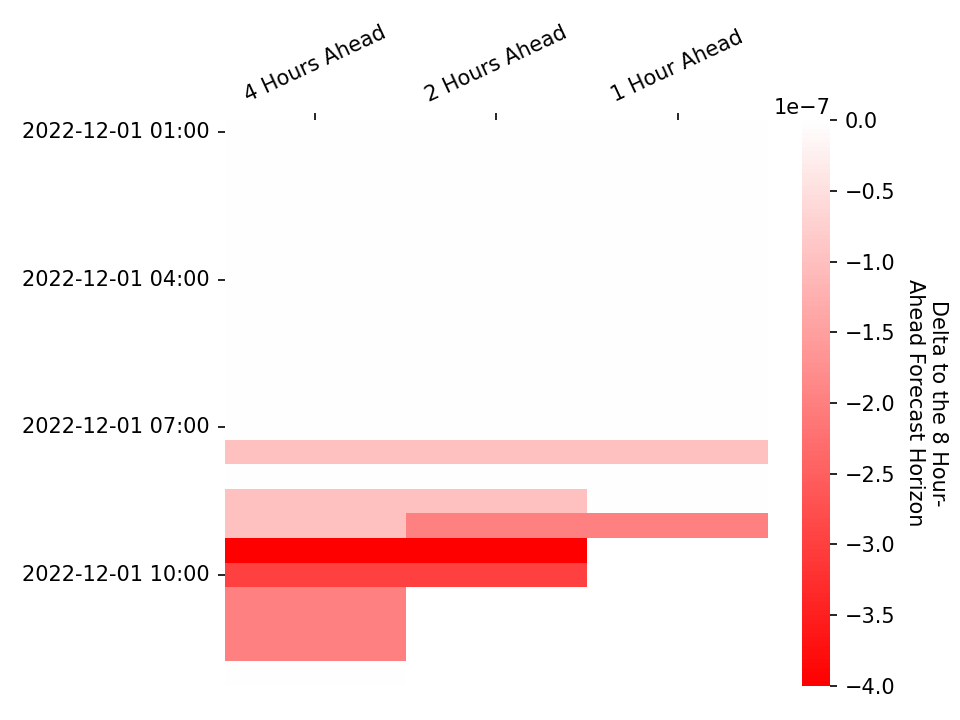 4 Hours Ahead
2 Hours Ahead
1 Hour Ahead
1e−7
2022-12-01 01:00
2022-12-01 04:00
2022-12-01 07:00
2022-12-01 10:00
0.0
−0.5
−1.0
−1.5
−2.0
−2.5
−3.0
−3.5
−4.0
Delta to the 8 Hour-
Ahead Forecast Horizon